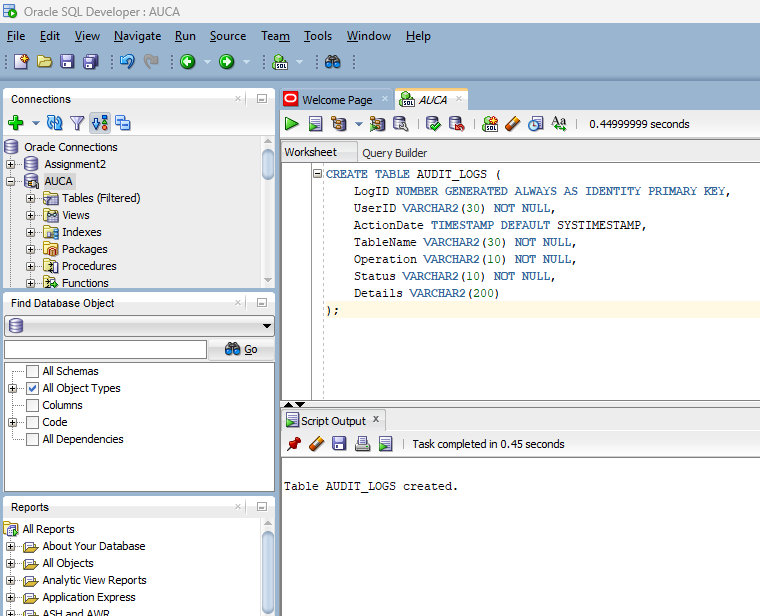 Oracle SQL Developer : AUCA
File Edit View Navigate Run Source Team Tools Window Help
Connections
Oracle Connections
Assignment2
AUCA
Tables (Filtered)
Views
Indexes
Packages
Procedures
Functions
Find Database Object
Go
All Schemas
All Object Types
Columns
Code
All Dependencies
Reports
All Reports
About Your Database
All Objects
Analytic View Reports
Application Express
ASH and AWR
Welcome Page AUCA
0.44999999 seconds
Worksheet Query Builder
CREATE TABLE AUDIT_LOGS (
    LogID NUMBER GENERATED ALWAYS AS IDENTITY PRIMARY KEY,
    UserID VARCHAR2(30) NOT NULL,
    ActionDate TIMESTAMP DEFAULT SYSTIMESTAMP,
    TableName VARCHAR2(30) NOT NULL,
    Operation VARCHAR2(10) NOT NULL,
    Status VARCHAR2(10) NOT NULL,
    Details VARCHAR2(200)
);
Script Output
Task completed in 0.45 seconds
Table AUDIT_LOGS created.